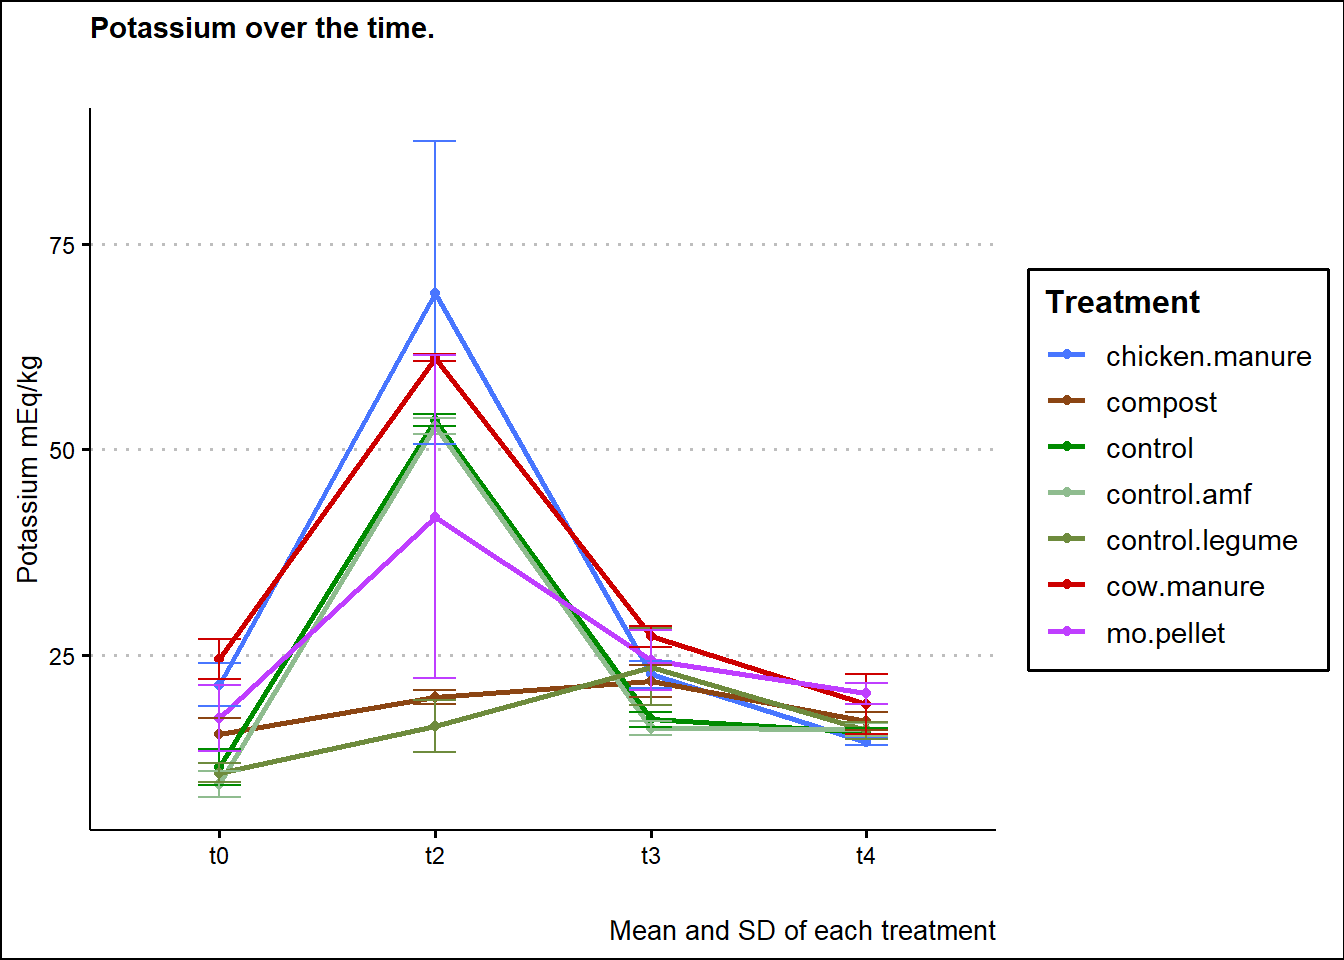 Potassium over the time.
Potassium mEq/kg
75
50
25
t0
t2
t3
t4
Mean and SD of each treatment
Treatment
chicken.manure
compost
control
control.amf
control.legume
cow.manure
mo.pellet